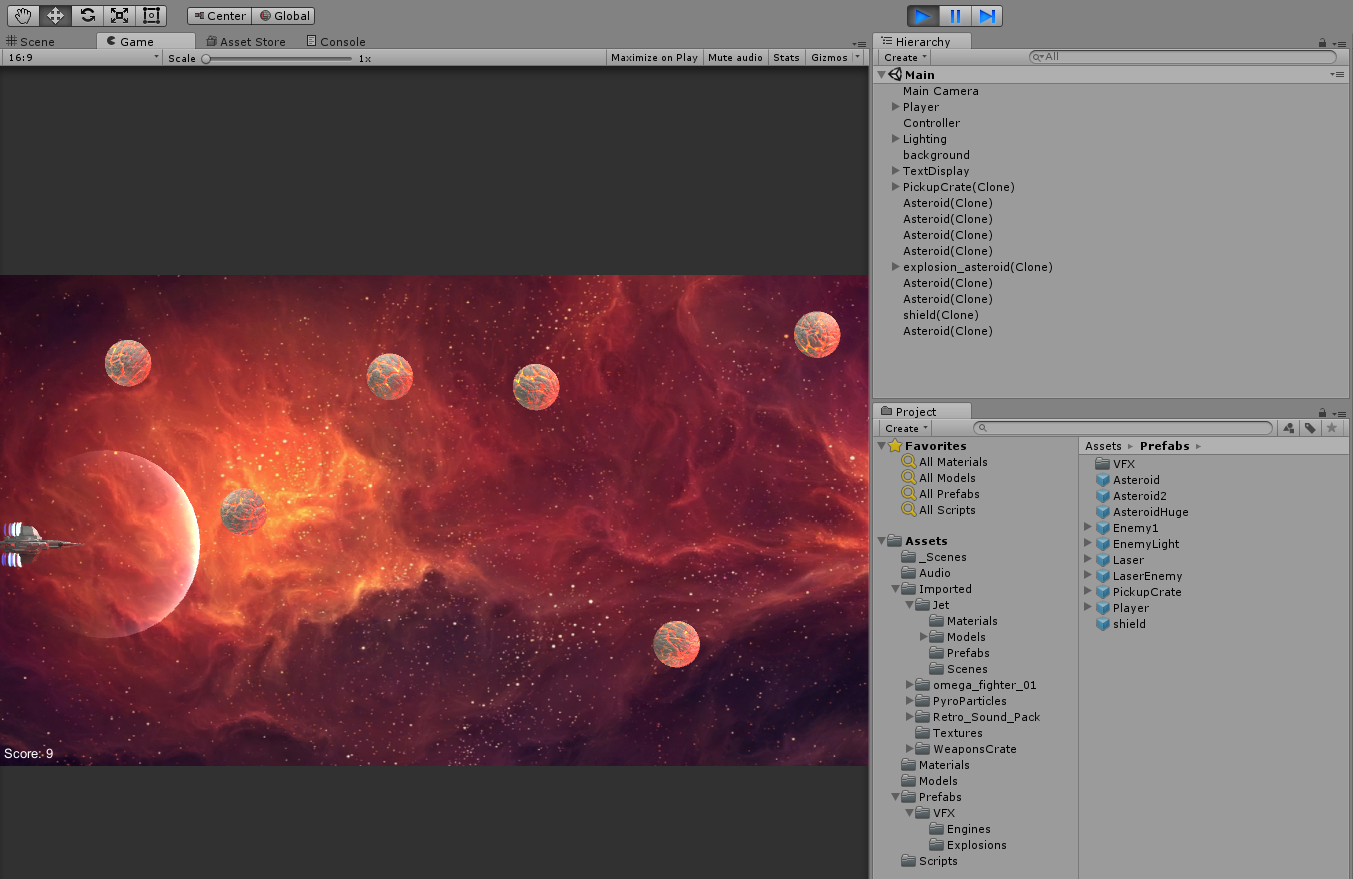 Center Global
Scene Game Asset Store Console
16:9 Scale 1x Maximize on Play Mute audio Stats Gizmos
Score: 9
Hierarchy
Create All
Main
Main Camera
Player
Controller
Lighting
background
TextDisplay
PickupCrate(Clone)
Asteroid(Clone)
Asteroid(Clone)
Asteroid(Clone)
Asteroid(Clone)
explosion_asteroid(Clone)
Asteroid(Clone)
Asteroid(Clone)
shield(Clone)
Asteroid(Clone)
Project
Create
Favorites
All Materials
All Models
All Prefabs
All Scripts
Assets
_Scenes
Audio
Imported
Jet
Materials
Models
Prefabs
Scenes
omega_fighter_01
PyroParticles
Retro_Sound_Pack
Textures
WeaponsCrate
Materials
Models
Prefabs
VFX
Engines
Explosions
Scripts
Assets Prefabs
VFX
Asteroid
Asteroid2
AsteroidHuge
Enemy1
EnemyLight
Laser
LaserEnemy
PickupCrate
Player
shield